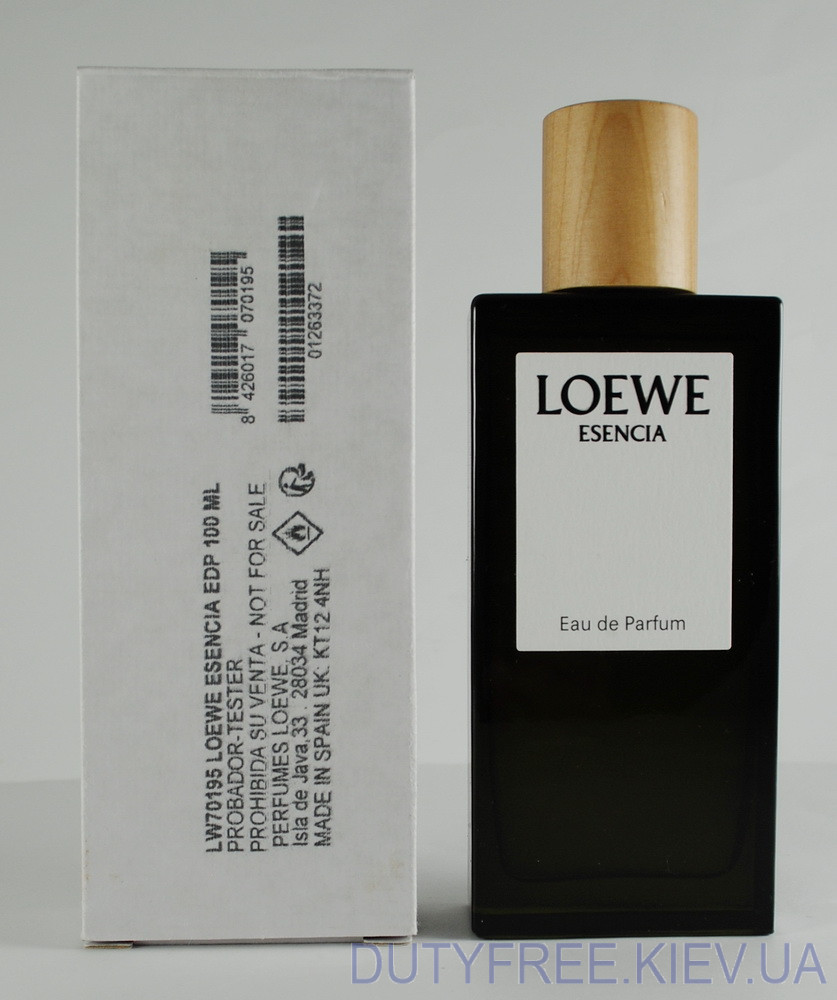 8 426017 070195
01263372
LW70195 LOEWE ESENCIA EDP 100 ML
PROBADOR-TESTER
PROHIBIDA SU VENTA - NOT FOR SALE
PERFUMES LOEWE, S.A
Isla de Java,33 . 28034 Madrid
MADE IN SPAIN UK: KT12 4NH
LOEWE
ESENCIA
Eau de Parfum
DUTYFREE.KIEV.UA